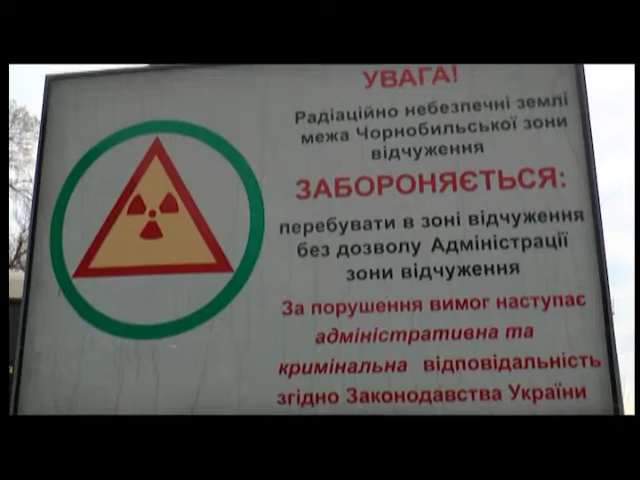 УВАГА!
Радіаційно небезпечні землі
межа Чорнобильської зони
відчуження
ЗАБОРОНЯЄТЬСЯ:
перебувати в зоні відчуження
без дозволу Адміністрації
зони відчуження
За порушення вимог наступає
адміністративна та
кримінальна відповідальність
згідно Законодавства України